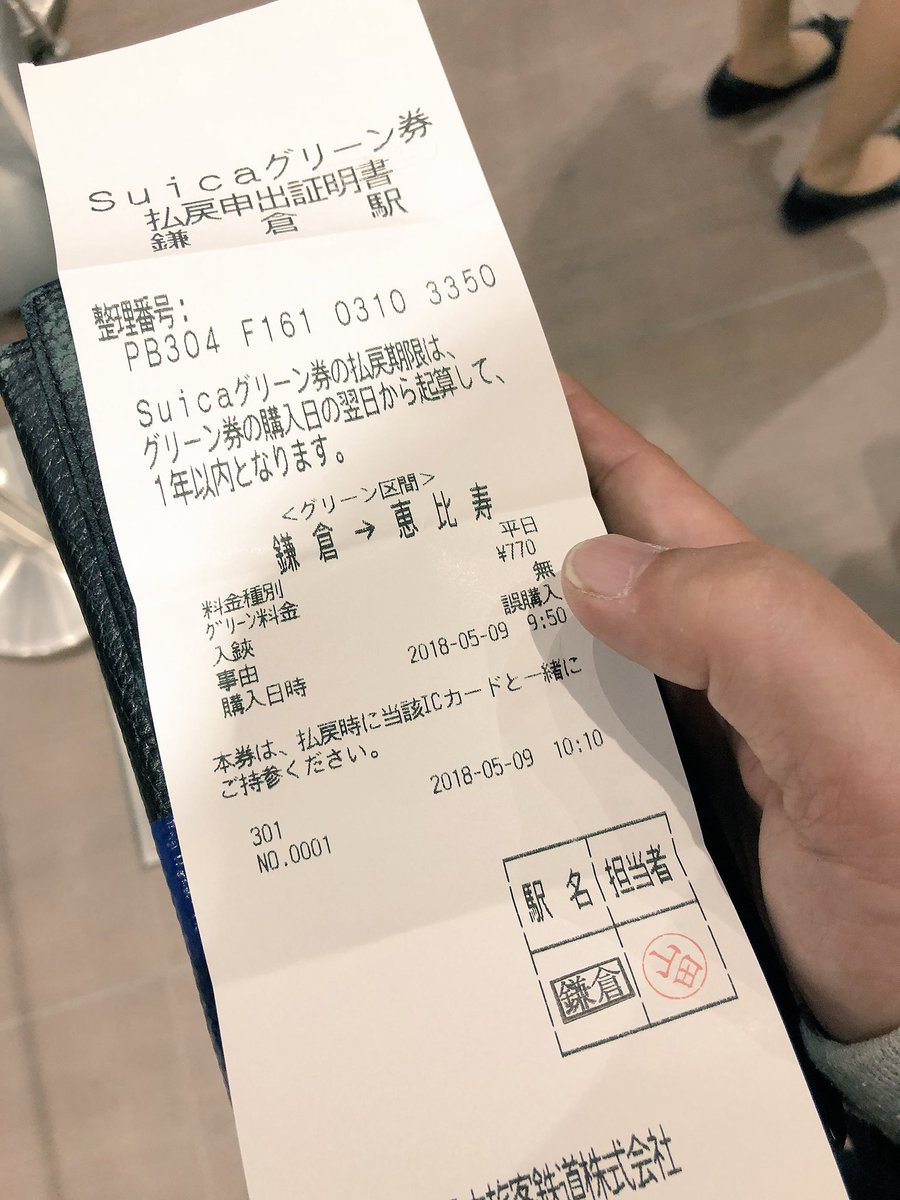 Suicaグリーン券
払戻申出証明書
鎌倉駅
整理番号:
PB304 F161 0310 3350
Suicaグリーン券の払戻期限は、
グリーン券の購入日の翌日から起算して、
1年以内となります。
<グリーン区間>
鎌倉→恵比寿
料金種別 平日
グリーン料金 ¥770
入鋏 無
事由 誤購入
購入日時 2018-05-09 9:50
本券は、払戻時に当該ICカードと一緒に
ご持参ください。
2018-05-09 10:10
301
NO.0001
駅名 担当者
鎌倉
旅客鉄道株式会社